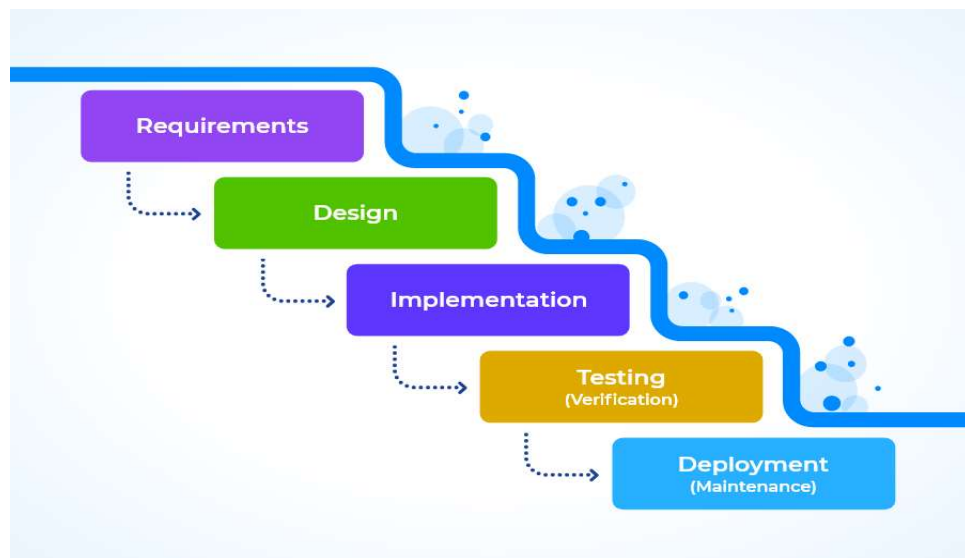 Requirements
Design
Implementation
Testing
(Verification)
Deployment
(Maintenance)